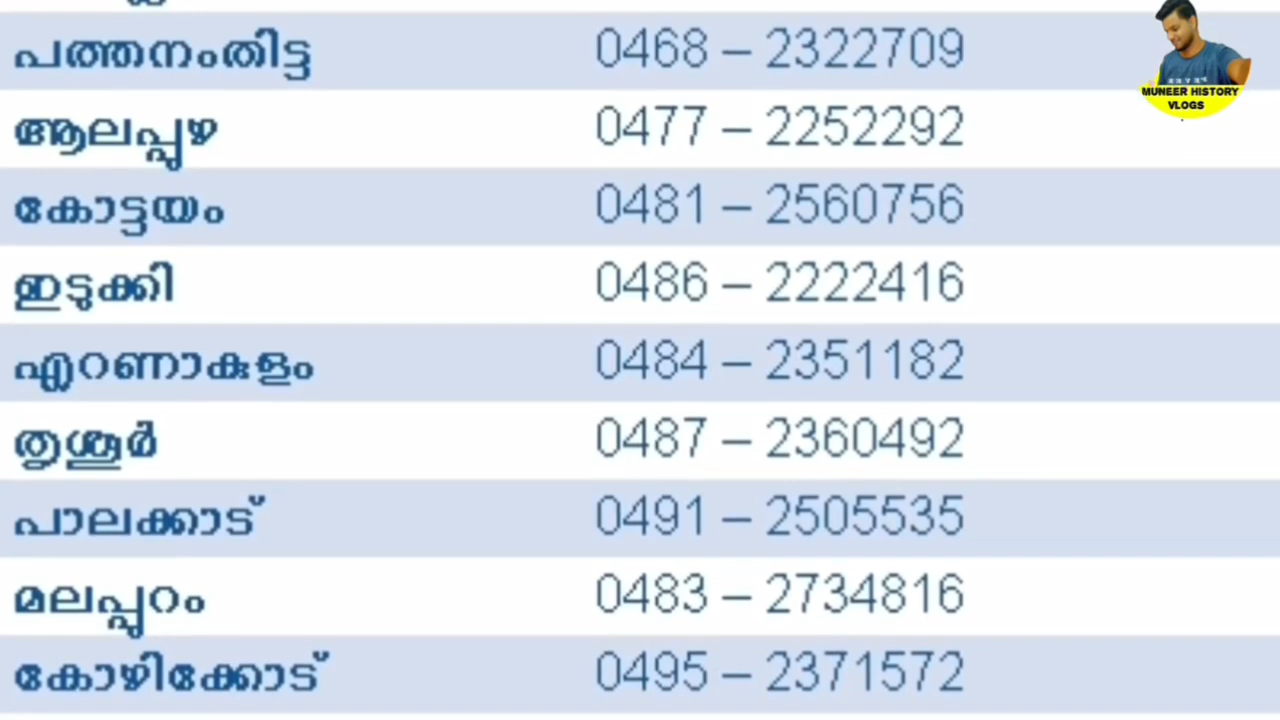 പത്തനംതിട്ട 0468 – 2322709
MUNEER HISTORY
VLOGS
ആലപ്പുഴ 0477 – 2252292
കോട്ടയം 0481 – 2560756
ഇടുക്കി 0486 – 2222416
എറണാകുളം 0484 – 2351182
തൃശൂർ 0487 – 2360492
പാലക്കാട് 0491 – 2505535
മലപ്പുറം 0483 – 2734816
കോഴിക്കോട് 0495 – 2371572